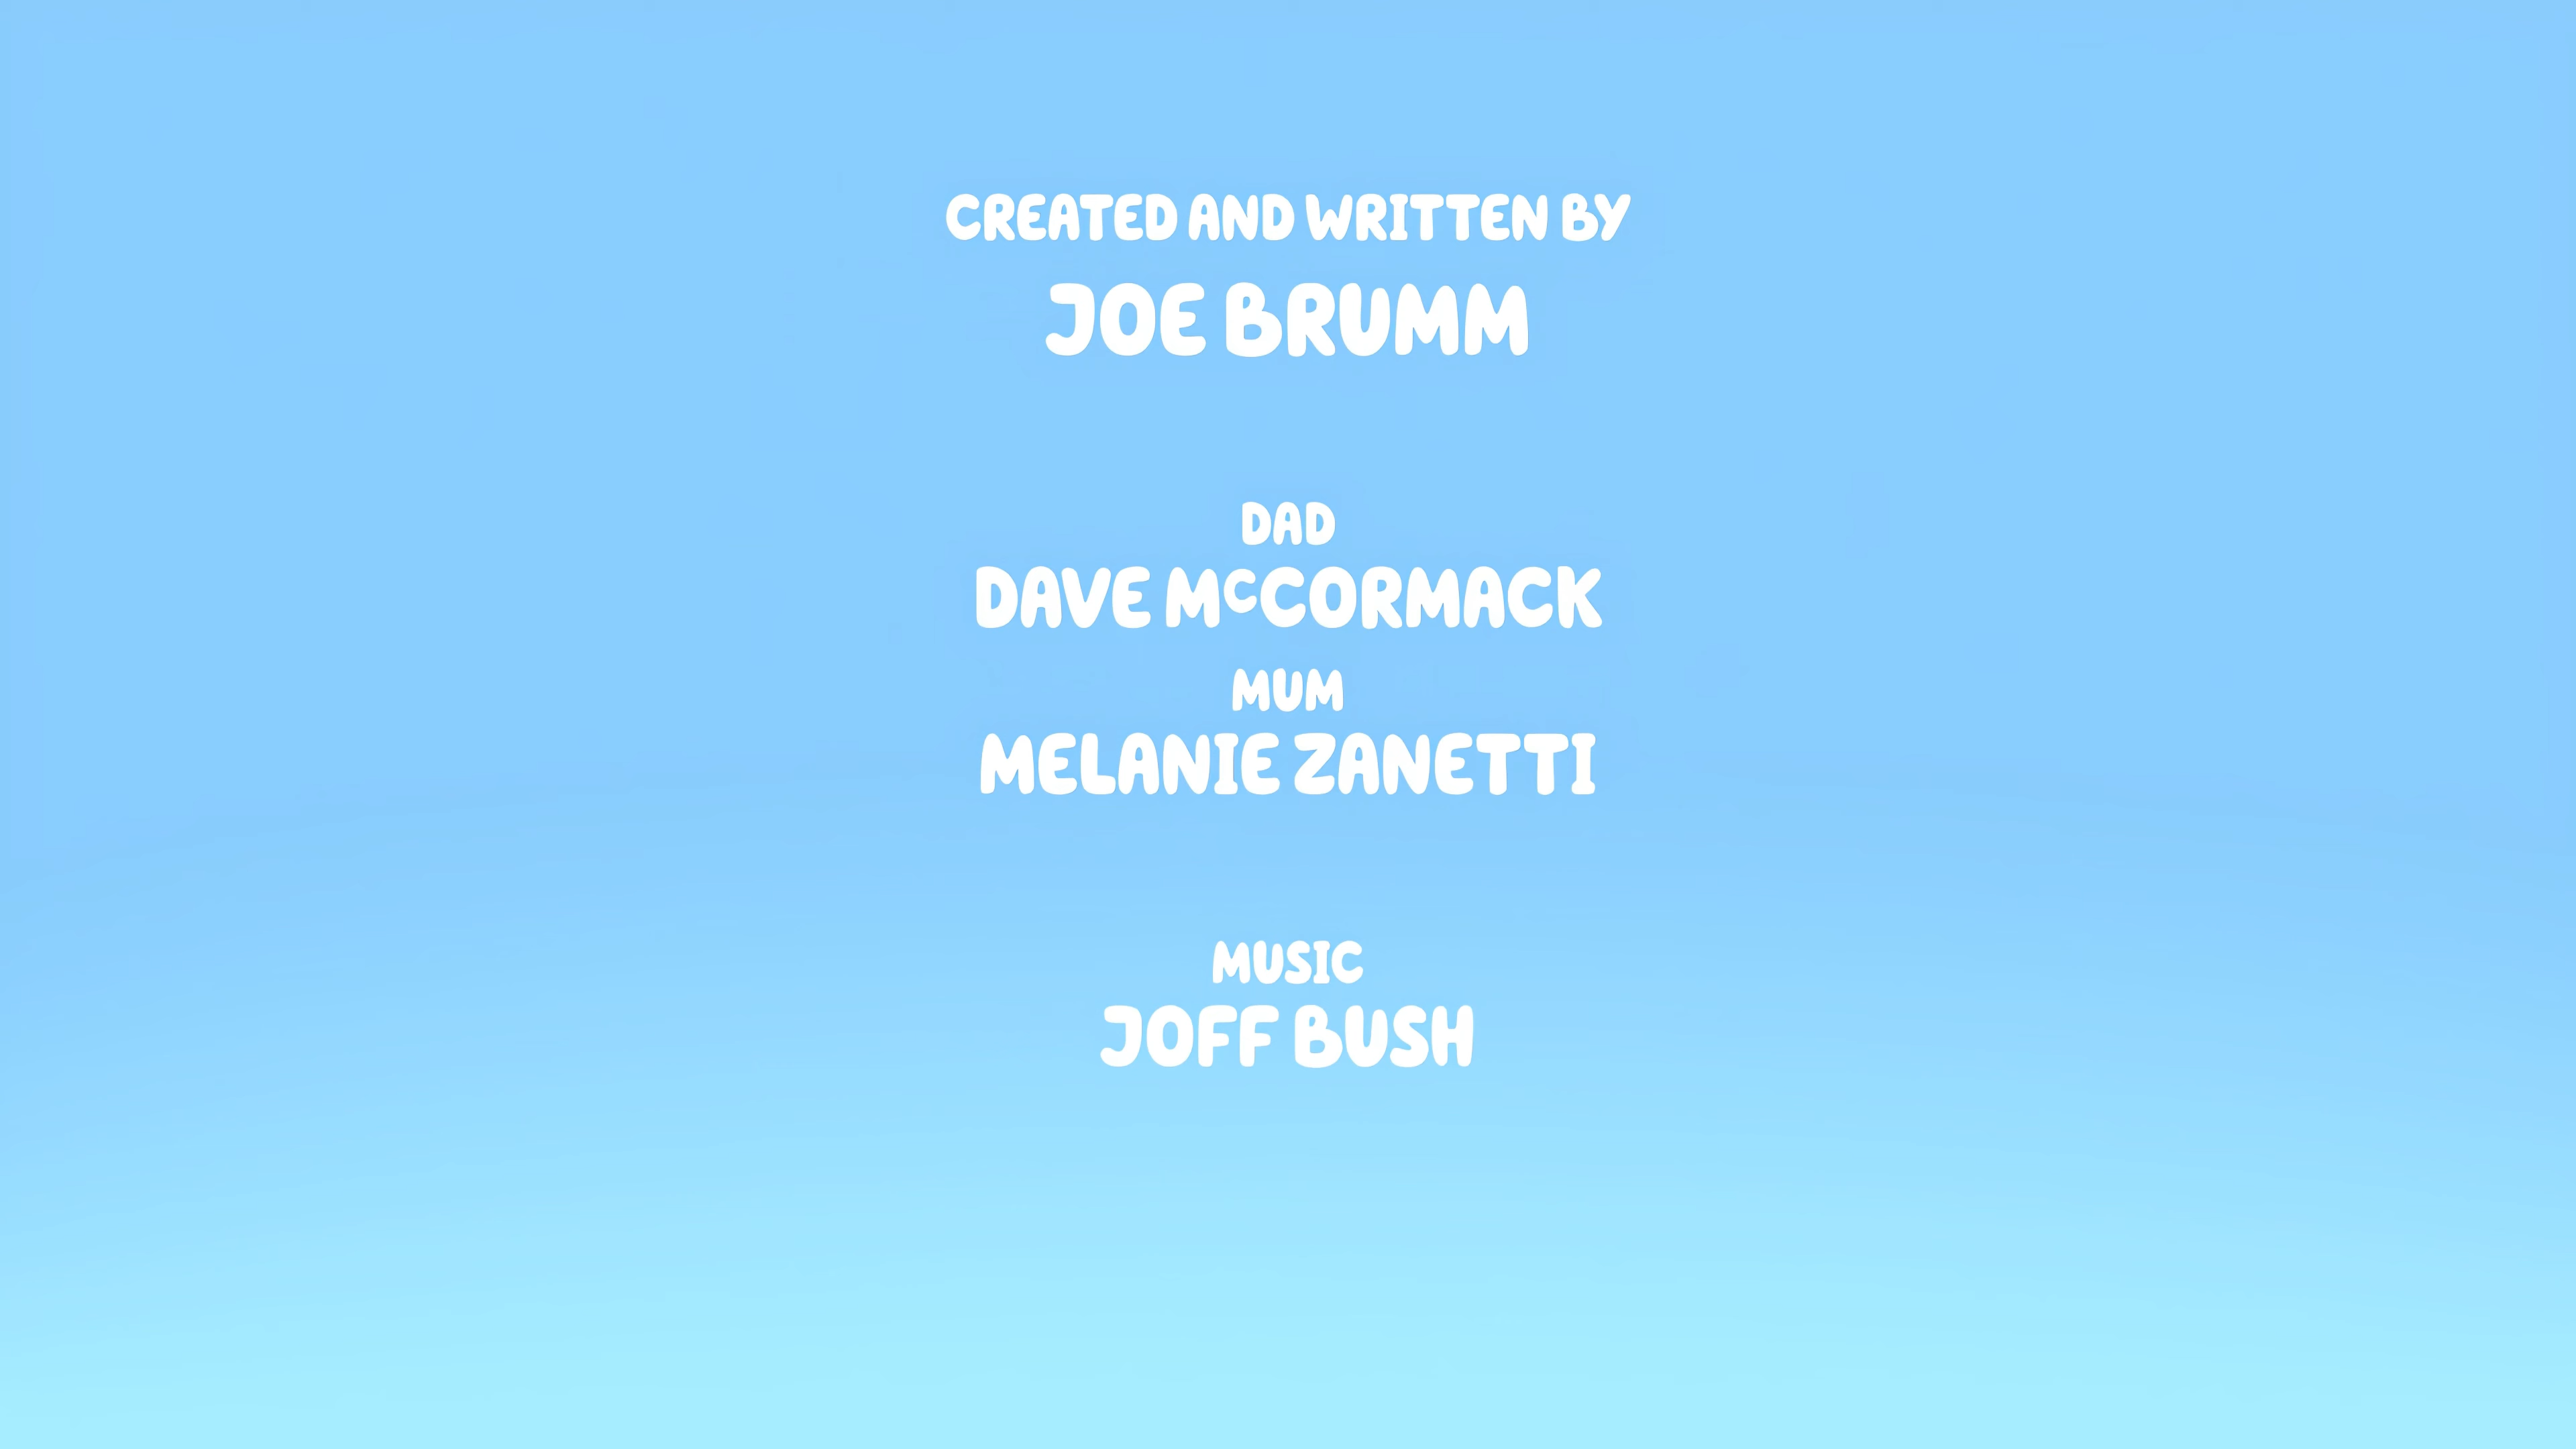 CREATED AND WRITTEN BY
JOE BRUMM
DAD
DAVE McCORMACK
MUM
MELANIE ZANETTI
MUSIC
JOFF BUSH